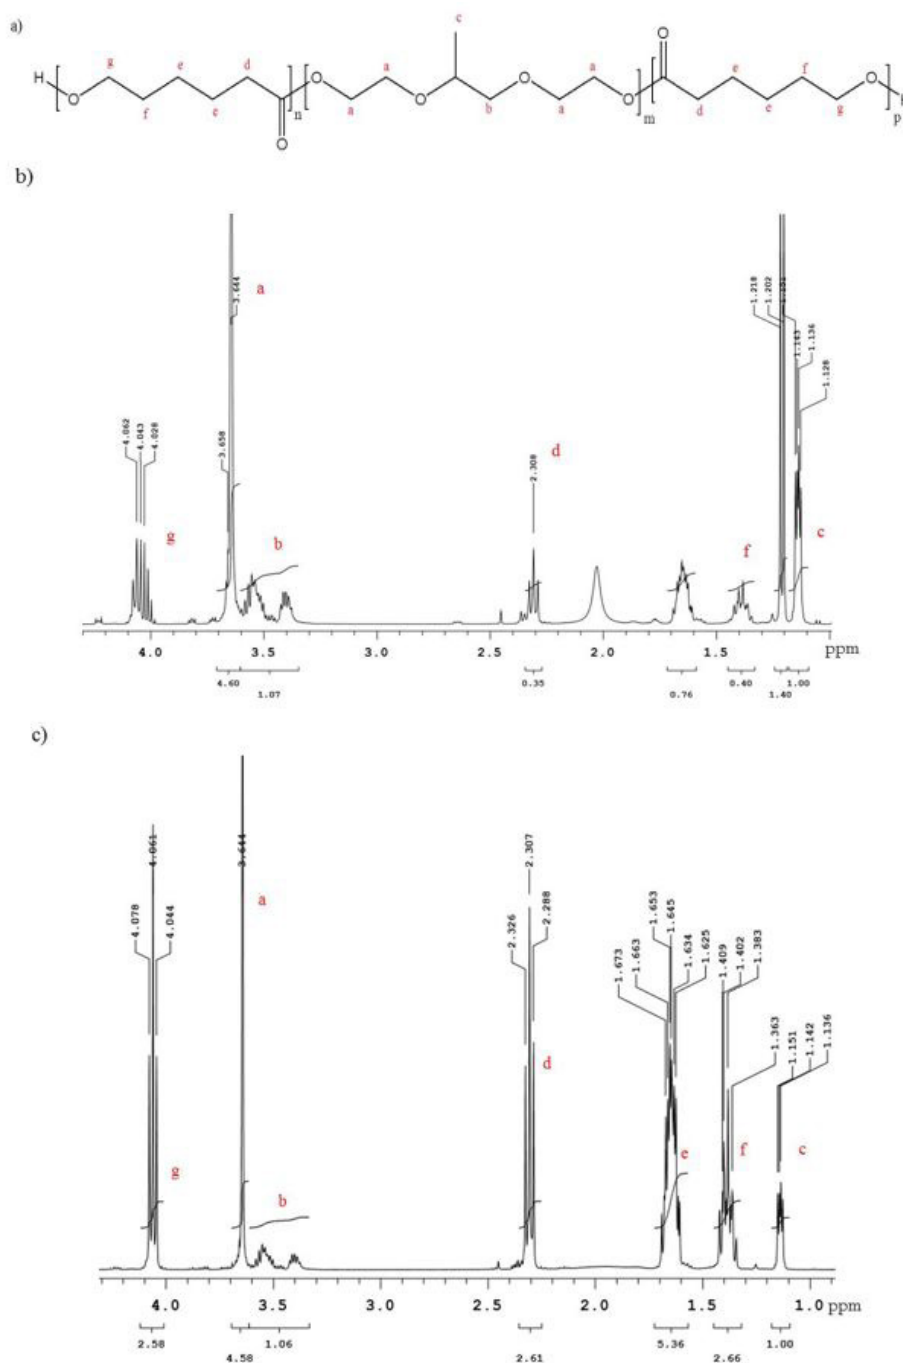 a)
c
O
g e d a a e f
H O O O O O O
f e n a b a m d e g p
O
b)
3.644 a
1.218 1.202 1.151 1.143 1.136 1.128
4.062 4.043 4.028
3.658
d
2.308
g b f c
4.0 3.5 3.0 2.5 2.0 1.5 ppm
4.60 0.35 0.76 0.40 1.00
1.07 1.40
c)
4.078 4.061 4.044
3.644
a
2.326 2.307 2.288
1.673 1.663 1.653 1.645 1.634 1.625
1.409 1.402 1.383 1.363
1.151 1.142 1.136
d
g b e f c
4.0 3.5 3.0 2.5 2.0 1.5 1.0 ppm
2.58 1.06 2.61 5.36 2.66 1.00
4.58